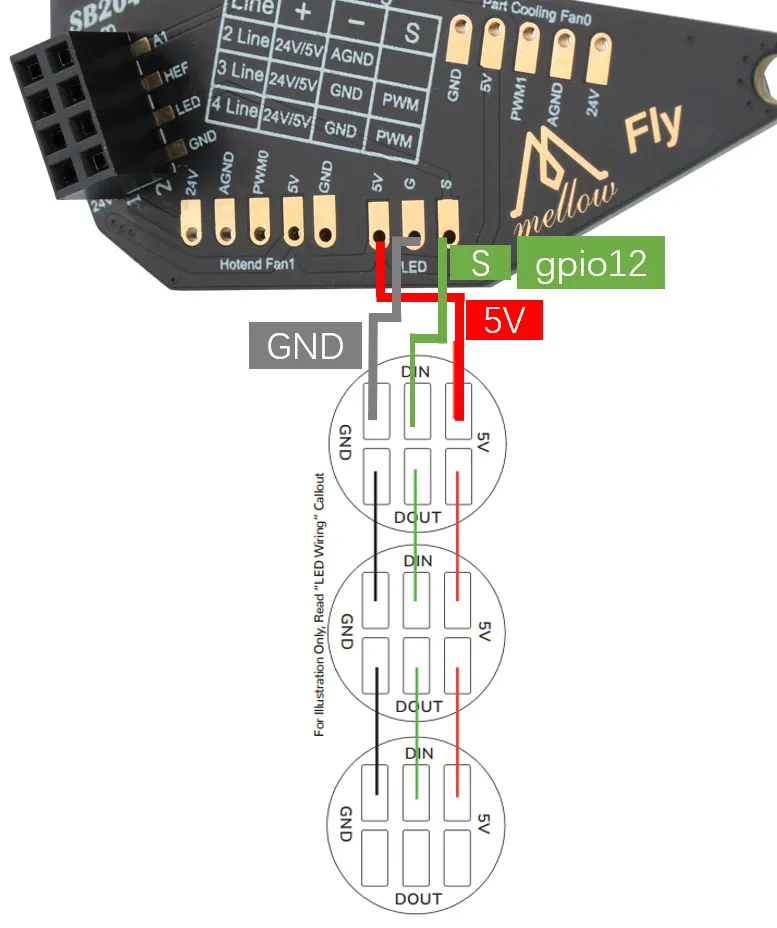 SB204
Line + − S
2 Line 24V/5V AGND
3 Line 24V/5V GND PWM
4 Line 24V/5V GND PWM
Part Cooling Fan0
GND 5V PWM1 AGND 24V
A1
HEF
LED
GND
24V
1
2
Fly
mellow
24V AGND PWM0 5V GND
5V G S
Hotend Fan1
LED
S
gpio12
GND
5V
DIN
GND
5V
DOUT
DIN
GND
5V
DOUT
DIN
GND
5V
DOUT
For Illustration Only, Read "LED Wiring" Callout